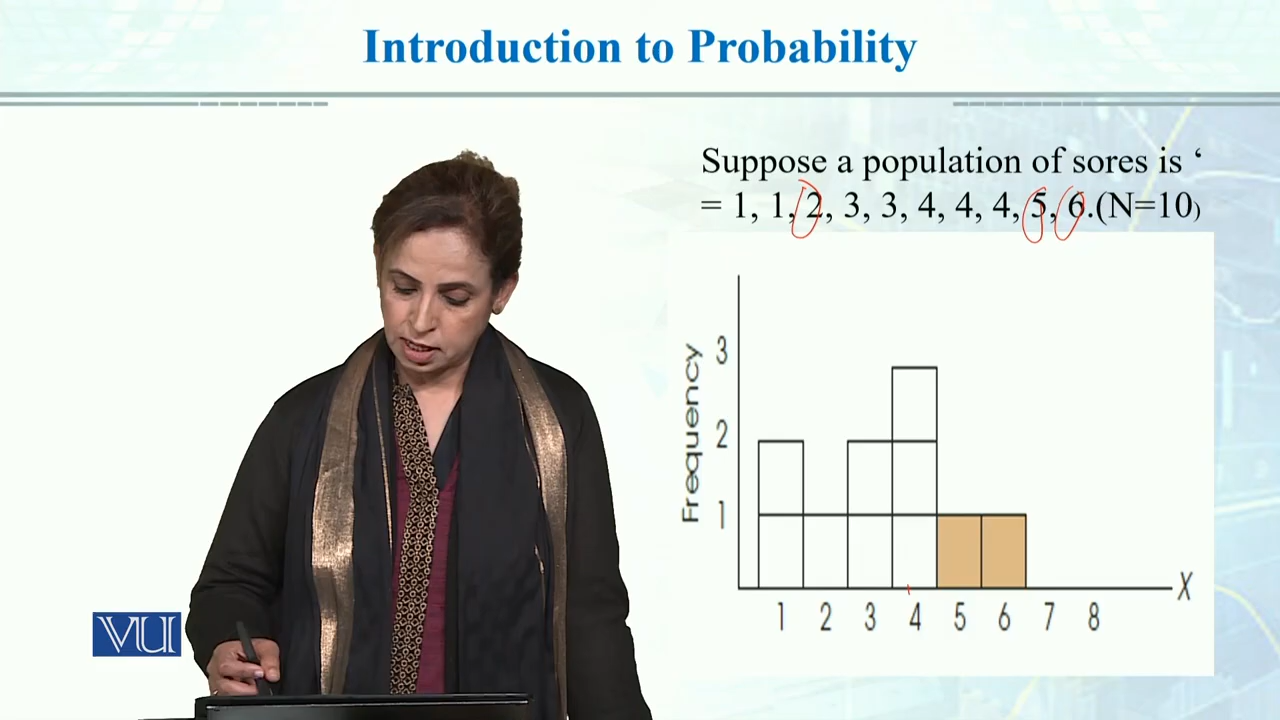 Introduction to Probability
Suppose a population of sores is ‘
= 1, 1, 2, 3, 3, 4, 4, 4, 5, 6.(N=10)
Frequency
3
2
1
1 2 3 4 5 6 7 8
X
VU